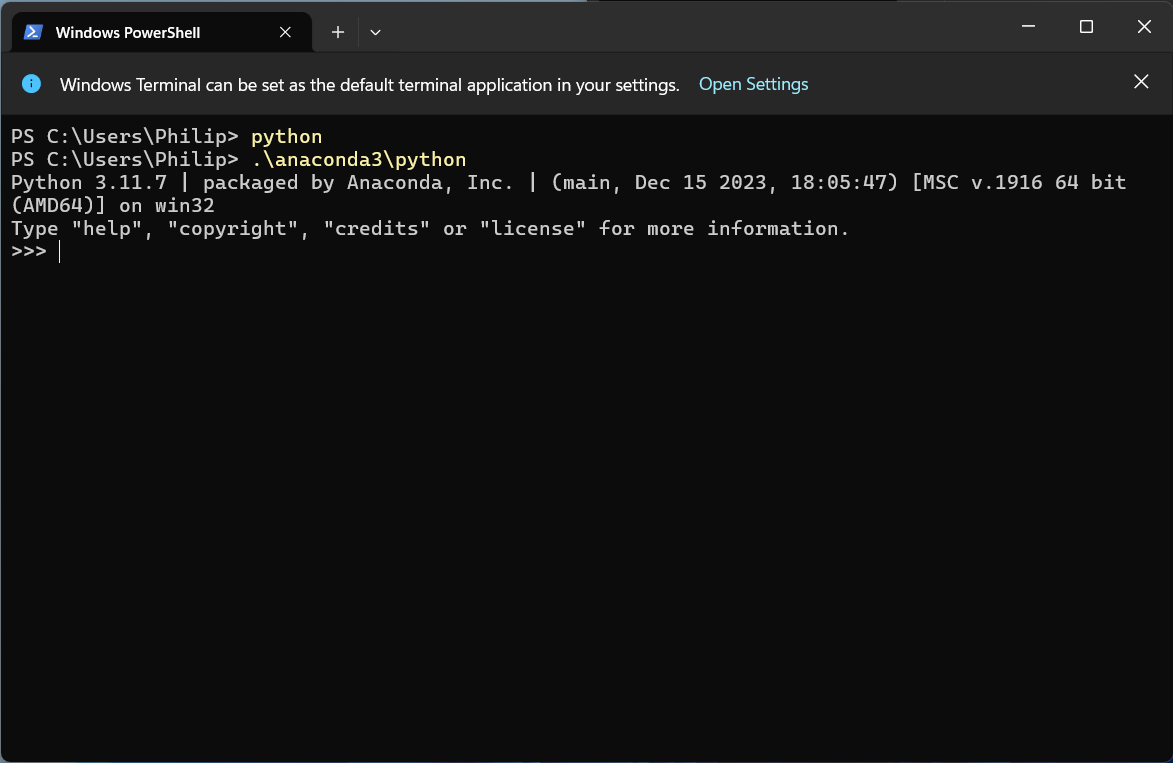 Windows PowerShell
Windows Terminal can be set as the default terminal application in your settings. Open Settings
PS C:\Users\Philip> python
PS C:\Users\Philip> .\anaconda3\python
Python 3.11.7 | packaged by Anaconda, Inc. | (main, Dec 15 2023, 18:05:47) [MSC v.1916 64 bit
(AMD64)] on win32
Type "help", "copyright", "credits" or "license" for more information.
>>>